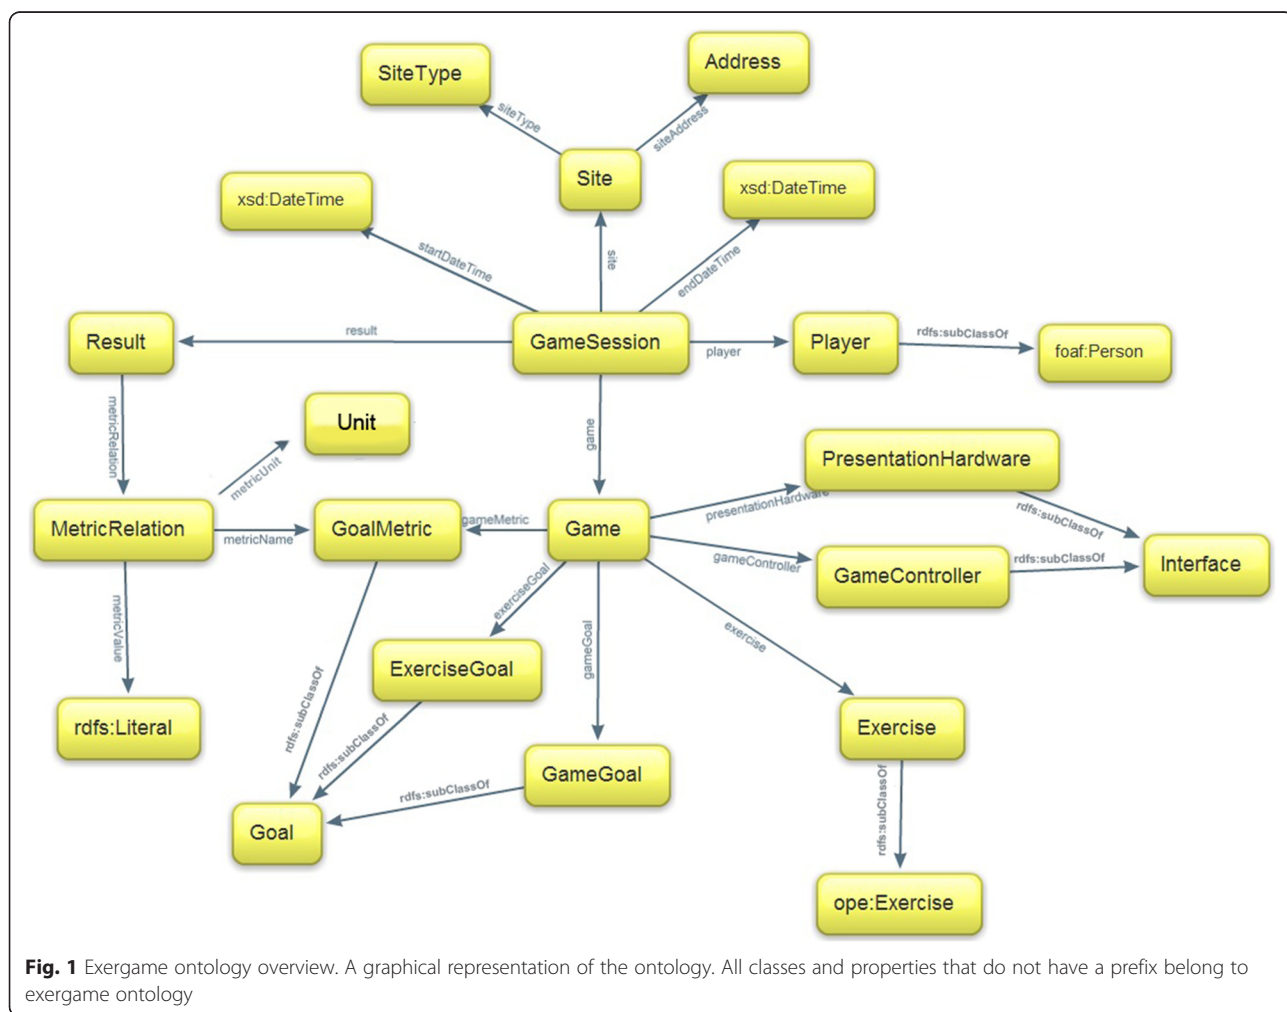 SiteType
Address
siteType
siteAddress
Site
xsd:DateTime
xsd:DateTime
startDateTime
site
endDateTime
Result
result
GameSession
player
Player
rdfs:subClassOf
foaf:Person
metricRelation
Unit
game
metricUnit
PresentationHardware
presentationHardware
rdfs:subClassOf
MetricRelation
metricName
GoalMetric
gameMetric
Game
gameController
GameController
rdfs:subClassOf
Interface
metricValue
exerciseGoal
gameGoal
exercise
rdfs:subClassOf
ExerciseGoal
rdfs:subClassOf
rdfs:Literal
Exercise
GameGoal
rdfs:subClassOf
rdfs:subClassOf
Goal
ope:Exercise
Fig. 1 Exergame ontology overview. A graphical representation of the ontology. All classes and properties that do not have a prefix belong to
exergame ontology